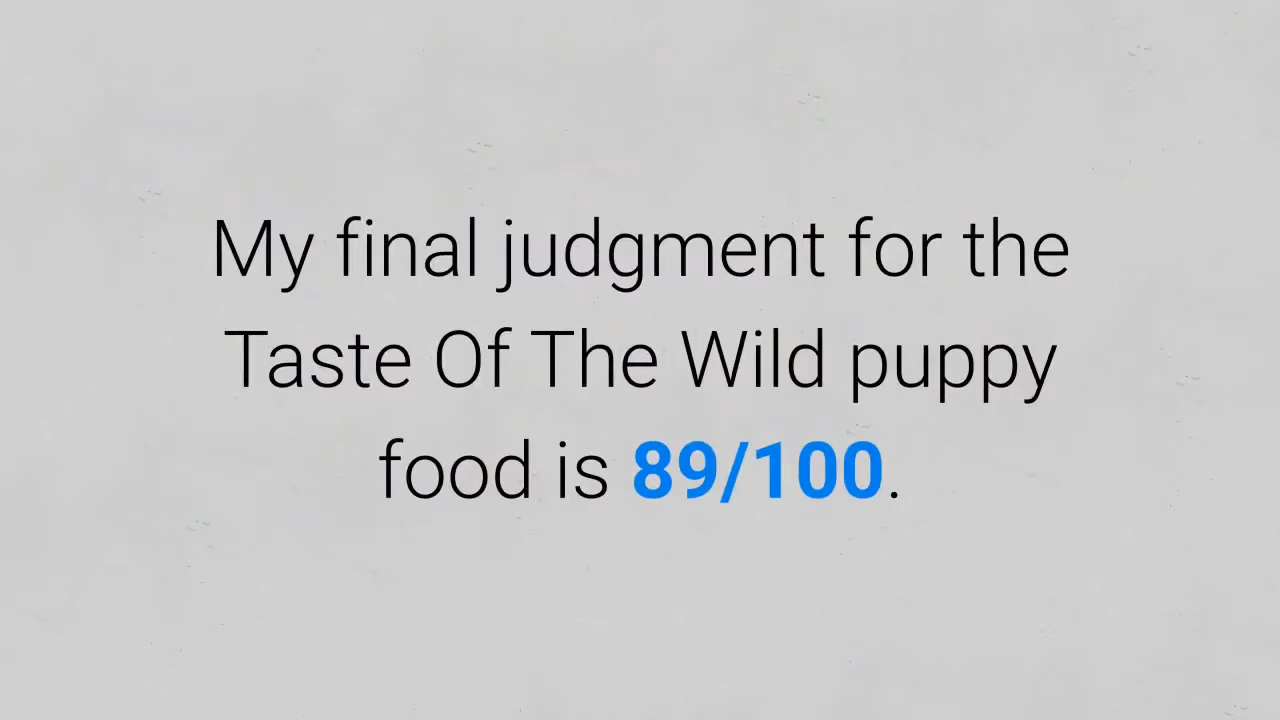 My final judgment for the
Taste Of The Wild puppy
food is 89/100.